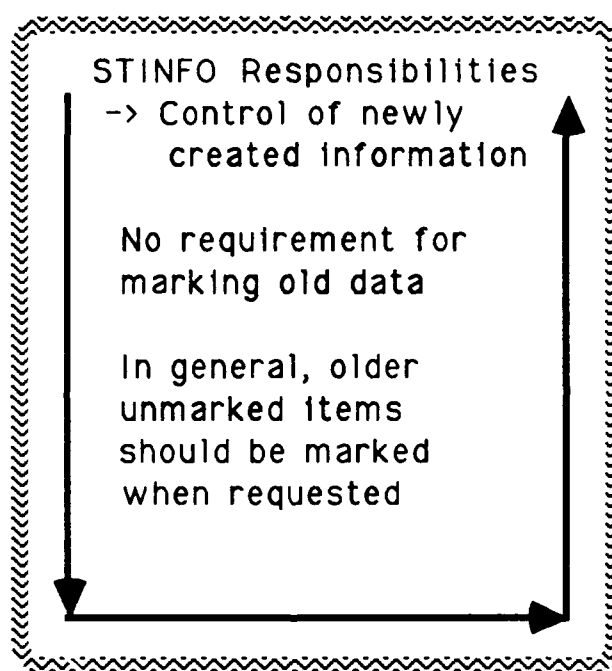 STINFO Responsibilities
-> Control of newly
created information
No requirement for
marking old data
In general, older
unmarked items
should be marked
when requested